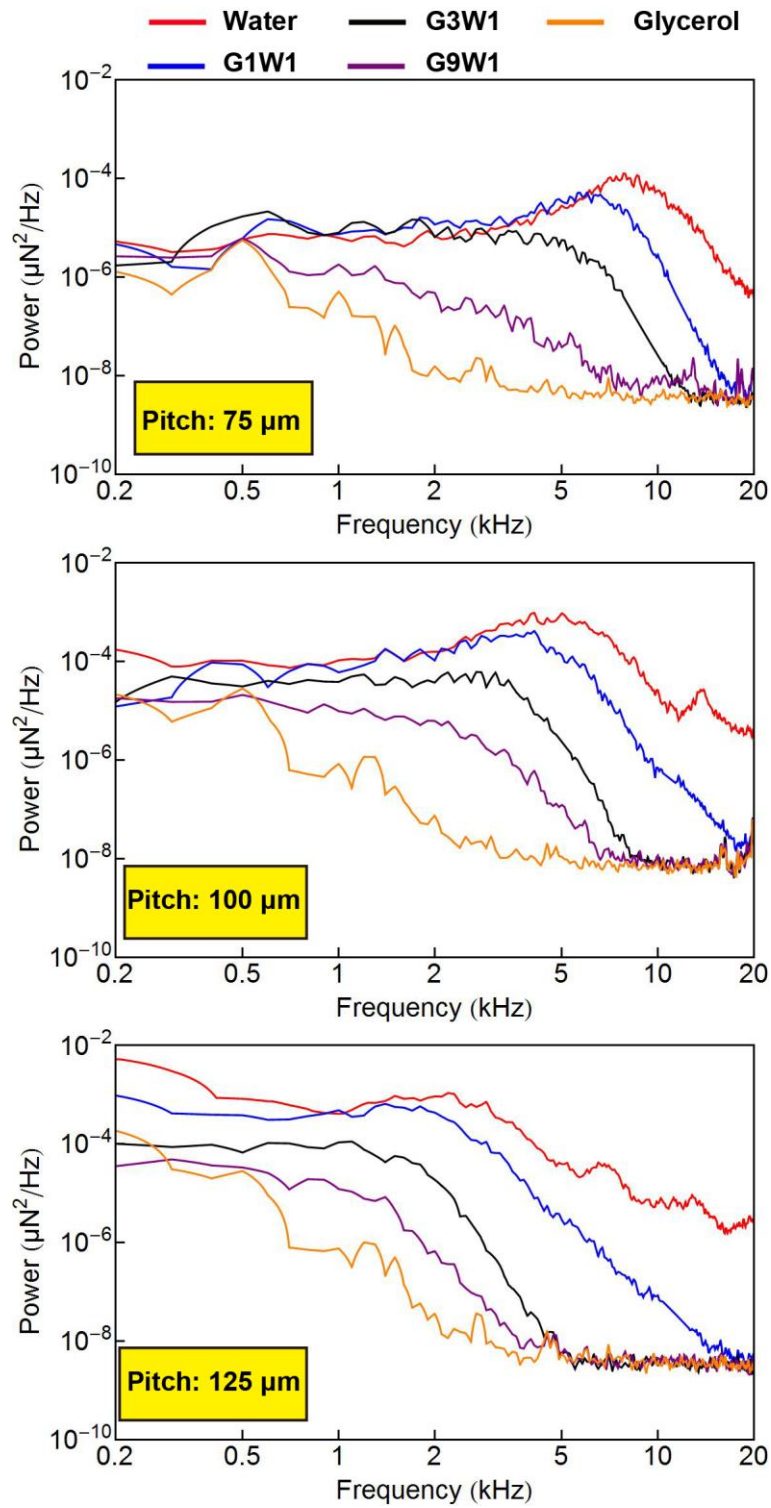 Water G3W1 Glycerol
G1W1 G9W1
10⁻²
10⁻⁴
10⁻⁶
10⁻⁸
10⁻¹⁰
Power (µN²/Hz)
Pitch: 75 µm
0.2 0.5 1 2 5 10 20
Frequency (kHz)
10⁻²
10⁻⁴
10⁻⁶
10⁻⁸
10⁻¹⁰
Power (µN²/Hz)
Pitch: 100 µm
0.2 0.5 1 2 5 10 20
Frequency (kHz)
10⁻²
10⁻⁴
10⁻⁶
10⁻⁸
10⁻¹⁰
Power (µN²/Hz)
Pitch: 125 µm
0.2 0.5 1 2 5 10 20
Frequency (kHz)